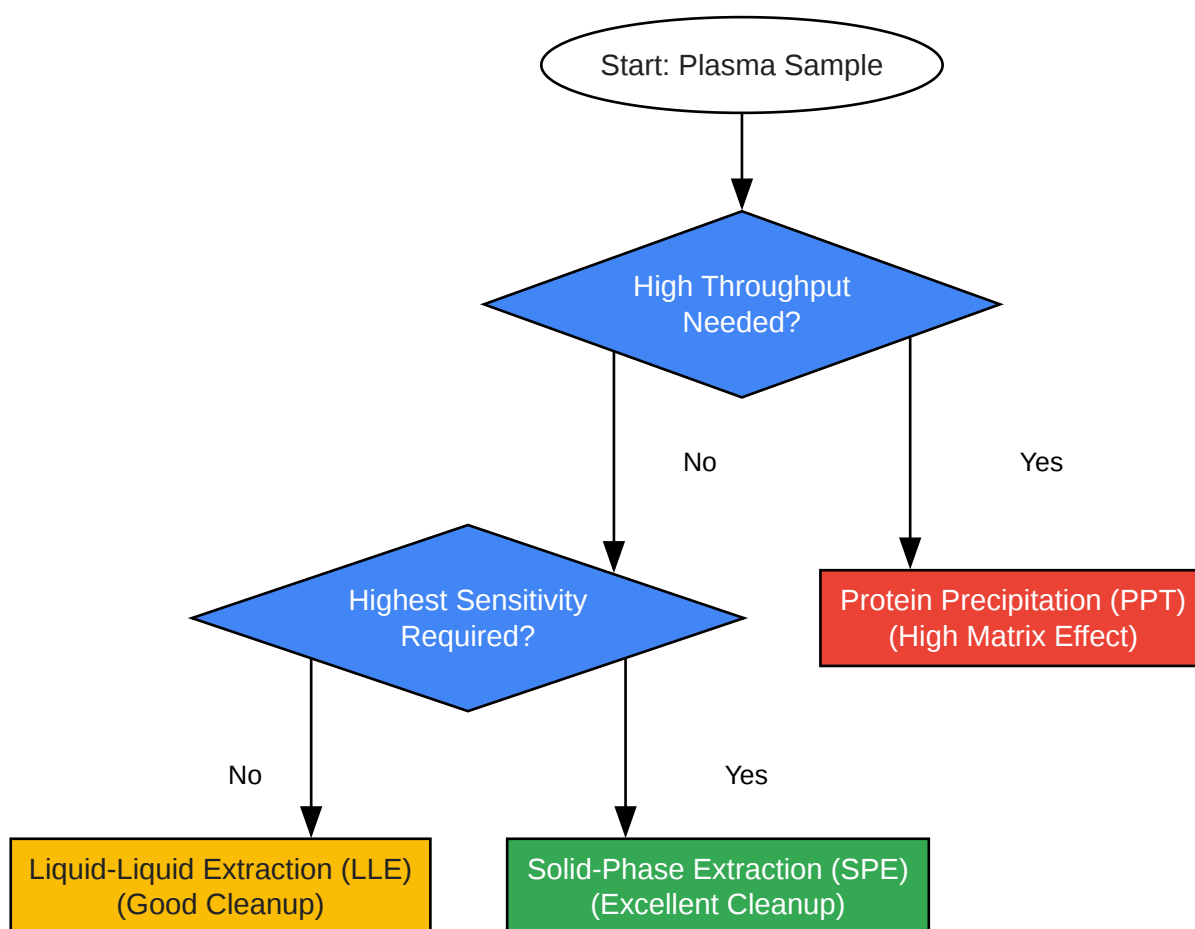 Start: Plasma Sample
High Throughput
Needed?
No
Yes
Highest Sensitivity
Required?
Protein Precipitation (PPT)
(High Matrix Effect)
No
Yes
Liquid-Liquid Extraction (LLE)
(Good Cleanup)
Solid-Phase Extraction (SPE)
(Excellent Cleanup)